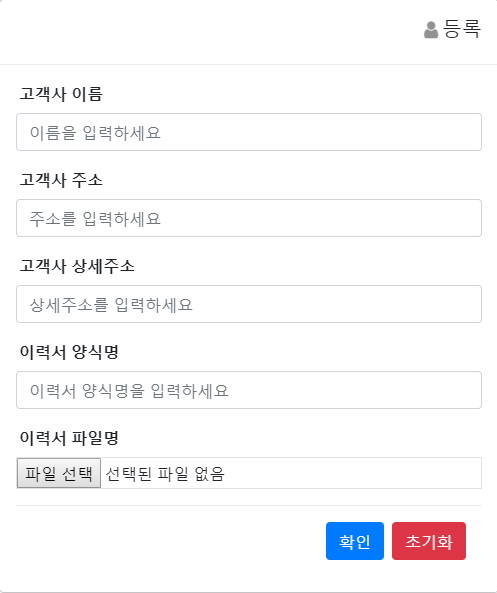 등록
고객사 이름
이름을 입력하세요
고객사 주소
주소를 입력하세요
고객사 상세주소
상세주소를 입력하세요
이력서 양식명
이력서 양식명을 입력하세요
이력서 파일명
파일 선택 선택된 파일 없음
확인 초기화